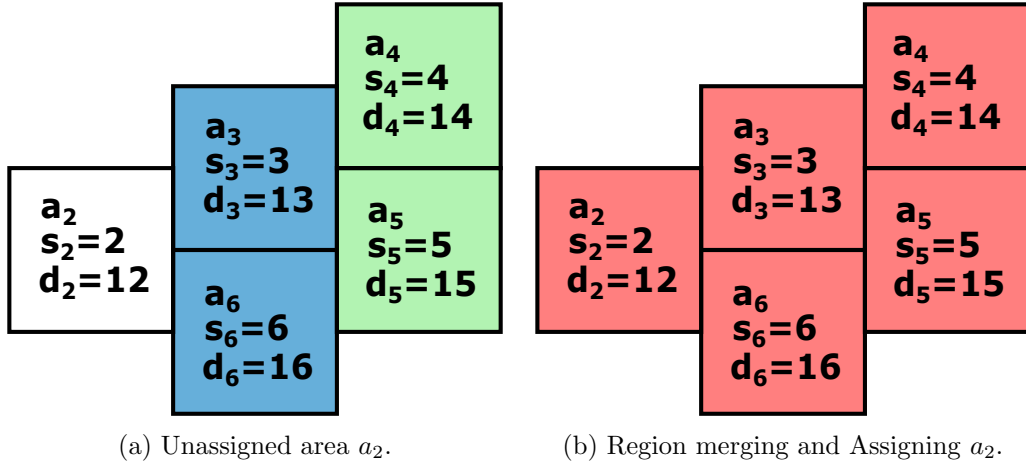 a₄
s₄=4
d₄=14
a₃
s₃=3
d₃=13
a₂
s₂=2
d₂=12
a₅
s₅=5
d₅=15
a₆
s₆=6
d₆=16
(a) Unassigned area a₂.
a₄
s₄=4
d₄=14
a₃
s₃=3
d₃=13
a₂
s₂=2
d₂=12
a₅
s₅=5
d₅=15
a₆
s₆=6
d₆=16
(b) Region merging and Assigning a₂.